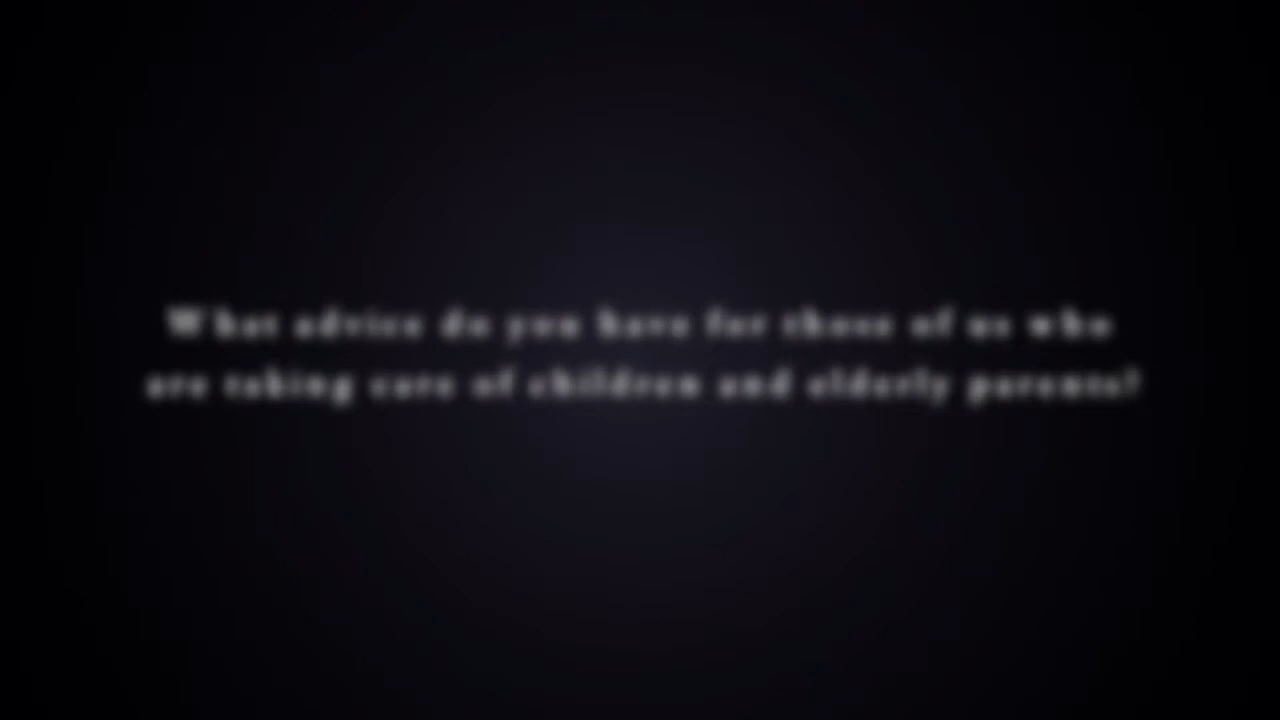 What advice do you have for those of us who
are taking care of children and elderly parents?